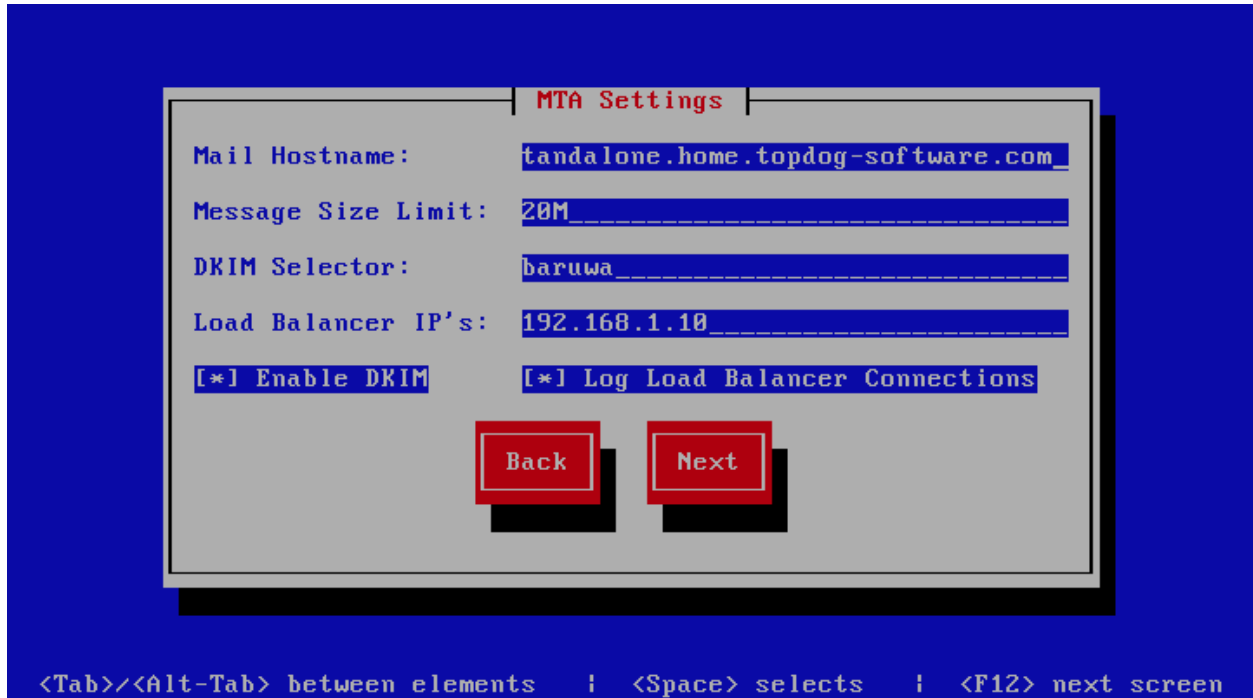 MTA Settings
Mail Hostname: tandalone.home.topdog-software.com_
Message Size Limit: 20M________________________________
DKIM Selector: baruwa_____________________________
Load Balancer IP's: 192.168.1.10_______________________
[*] Enable DKIM [*] Log Load Balancer Connections
Back Next
<Tab>/<Alt-Tab> between elements | <Space> selects | <F12> next screen